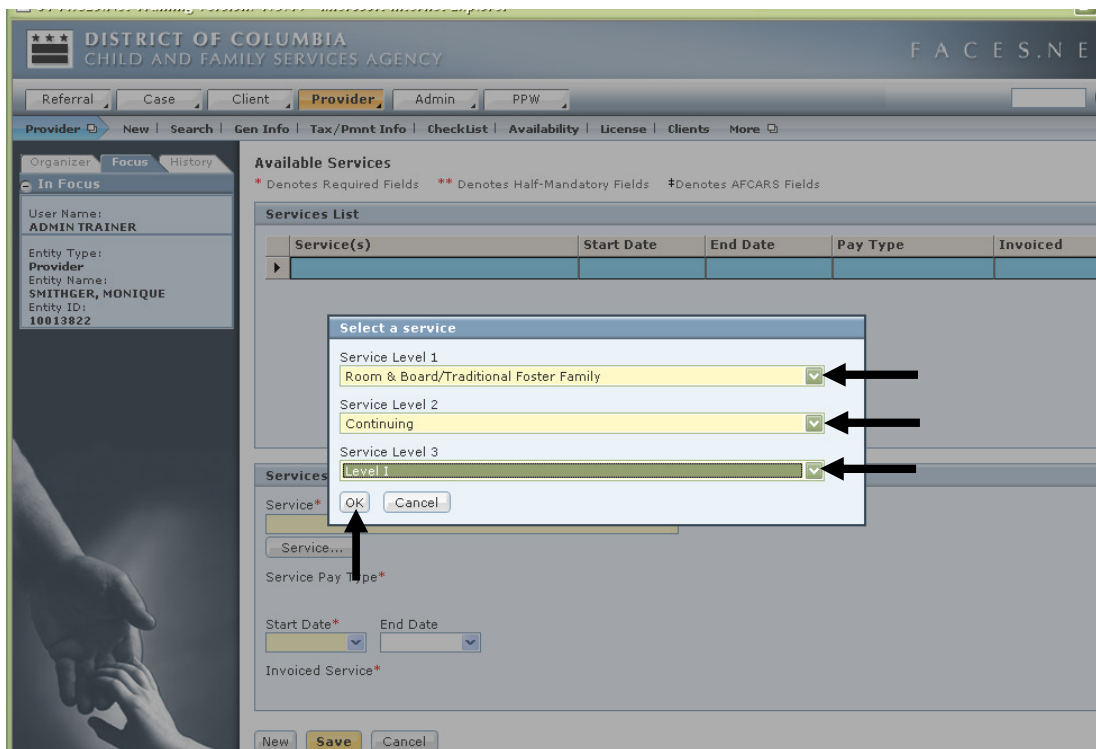 DISTRICT OF COLUMBIA
CHILD AND FAMILY SERVICES AGENCY
FACES.NE
Referral Case Client Provider Admin PPW
Provider New | Search | Gen Info | Tax/Pmnt Info | CheckList | Availability | License | Clients More
Organizer Focus History
In Focus
User Name:
ADMIN TRAINER
Entity Type:
Provider
Entity Name:
SMITHGER, MONIQUE
Entity ID:
10013822
Available Services
* Denotes Required Fields ** Denotes Half-Mandatory Fields ‡Denotes AFCARS Fields
Services List
Service(s) Start Date End Date Pay Type Invoiced
Select a service
Service Level 1
Room & Board/Traditional Foster Family
Service Level 2
Continuing
Service Level 3
Level I
OK Cancel
Services
Service*
Service...
Service Pay Type*
Start Date* End Date
Invoiced Service*
New Save Cancel